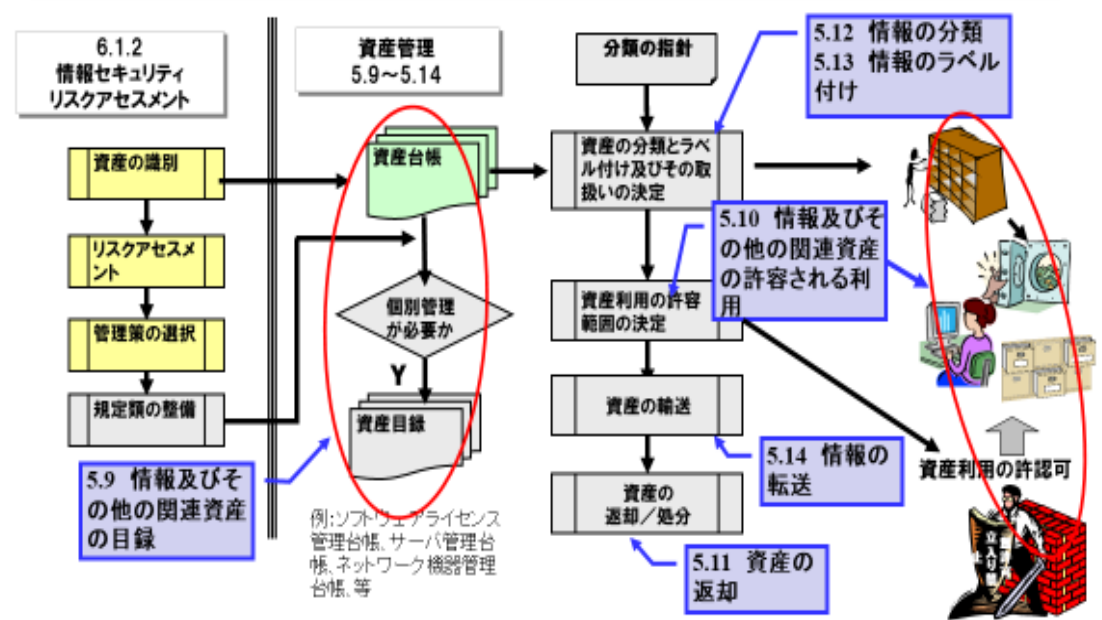 6.1.2
情報セキュリティ
リスクアセスメント
資産の識別
リスクアセスメ
ント
管理策の選択
規定類の整備
5.9 情報及びそ
の他の関連資産
の目録
資産管理
5.9～5.14
資産台帳
個別管理
が必要か
Y
資産目録
例:ソフトウェアライセンス
管理台帳、サーバ管理台
帳、ネットワーク機器管理
台帳、等
分類の指針
資産の分類とラベ
ル付け及びその取
扱いの決定
資産利用の許容
範囲の決定
資産の輸送
資産の
返却／処分
5.12 情報の分類
5.13 情報のラベル
付け
5.10 情報及びそ
の他の関連資産
の許容される利
用
5.14 情報の
転送
5.11 資産の
返却
資産利用の許認可
立入り